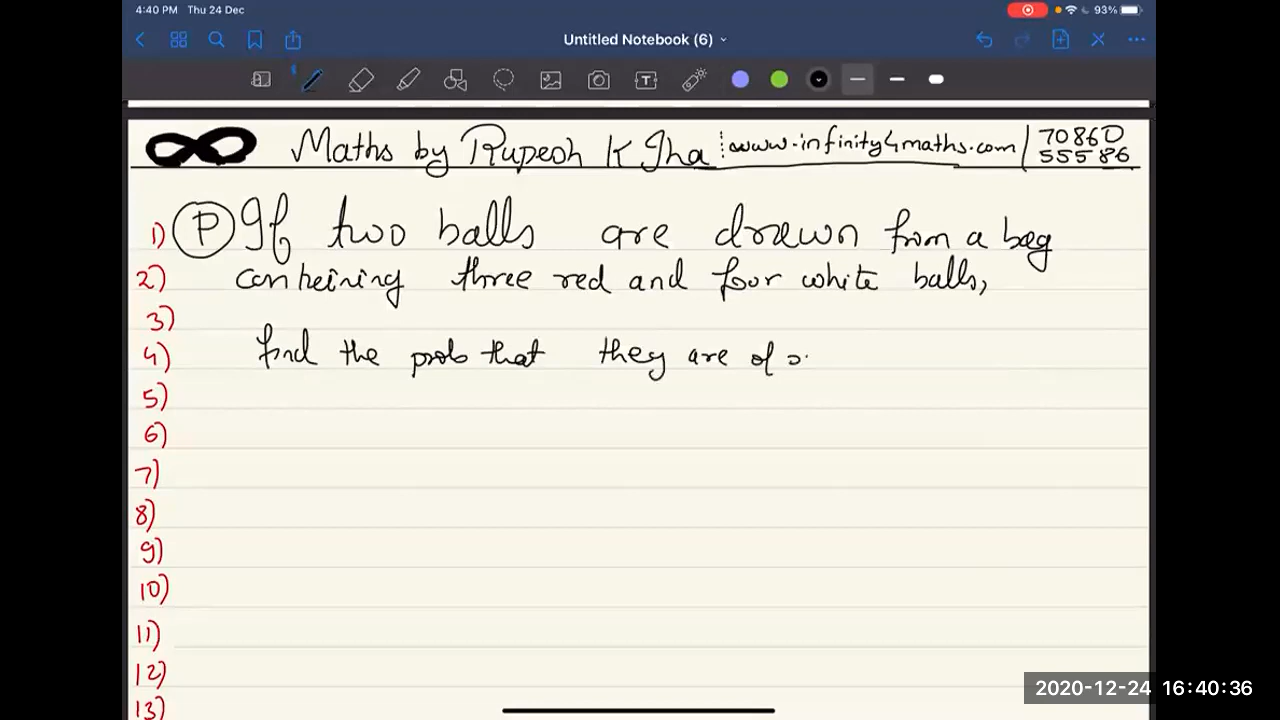 4:40 PM Thu 24 Dec
93%
Untitled Notebook (6)
Maths by Rupesh K Jha www.infinity4maths.com 70860 55586
1) P If two balls are drawn from a bag
2) containing three red and four white balls,
3)
4) find the prob that they are of
5)
6)
7)
8)
9)
10)
11)
12)
13)
2020-12-24 16:40:36